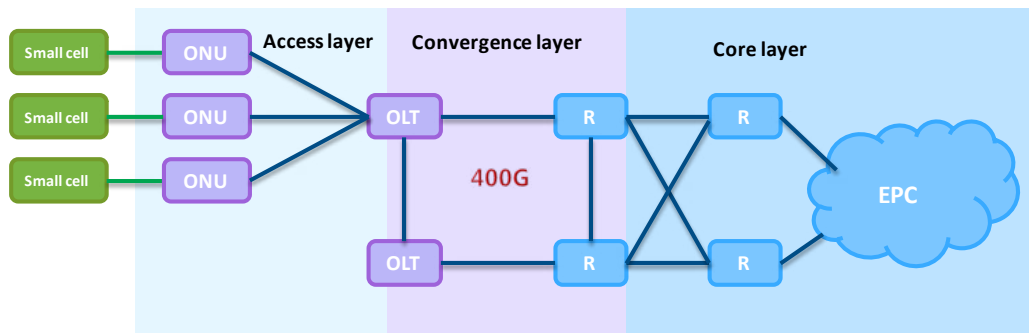 Access layer
Convergence layer
Core layer
Small cell
ONU
Small cell
ONU
OLT
R
R
Small cell
ONU
400G
EPC
OLT
R
R